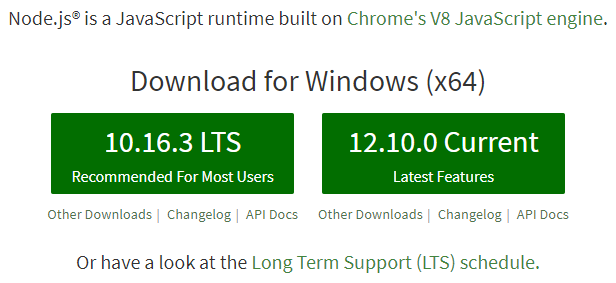 Node.js® is a JavaScript runtime built on Chrome's V8 JavaScript engine.
Download for Windows (x64)
10.16.3 LTS
Recommended For Most Users
12.10.0 Current
Latest Features
Other Downloads | Changelog | API Docs
Other Downloads | Changelog | API Docs
Or have a look at the Long Term Support (LTS) schedule.